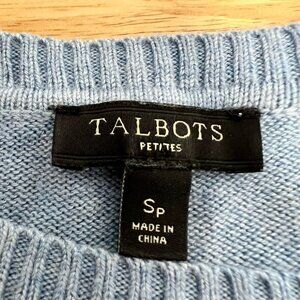 TALBOTS
PETITES
SP
MADE IN
CHINA